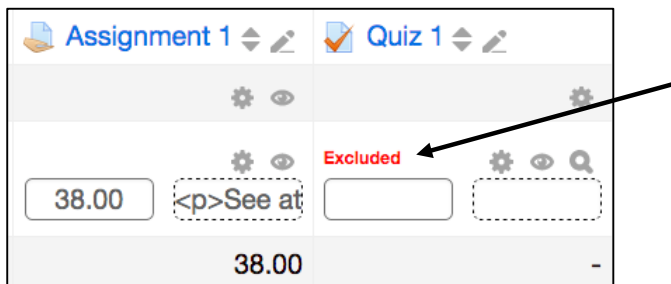 Assignment 1 Quiz 1
Excluded
38.00 <p>See at
38.00 -